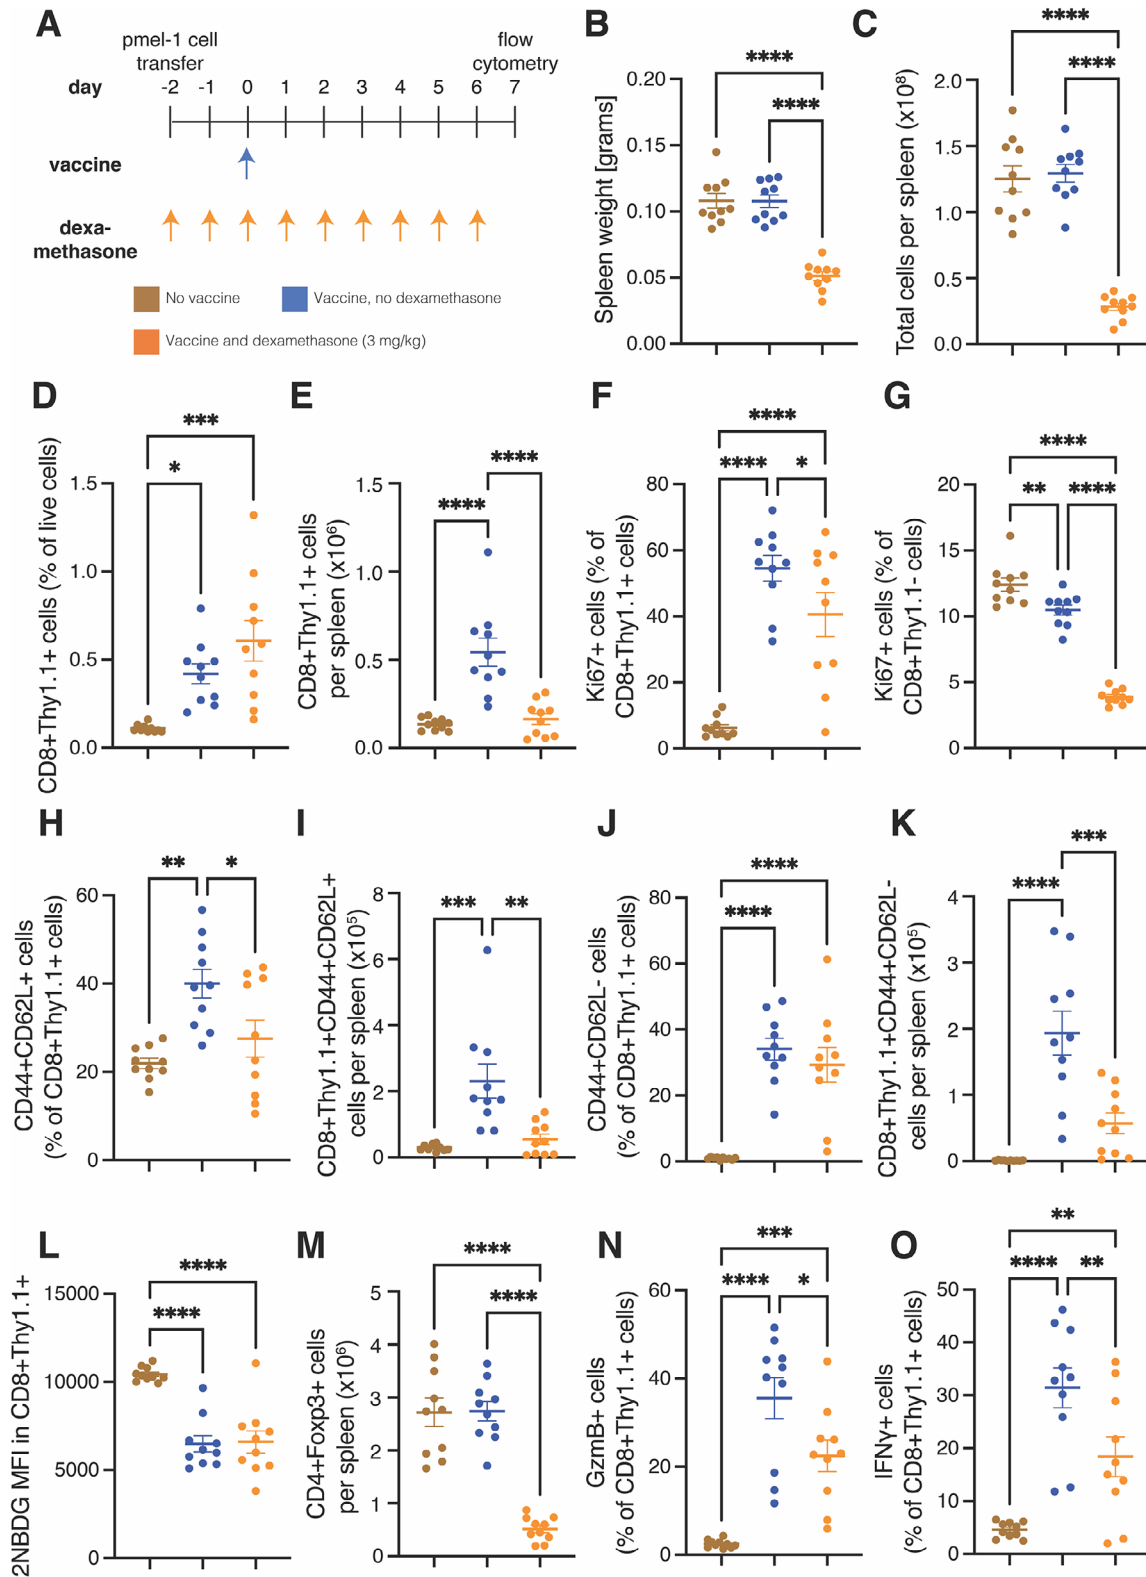 A
pmel-1 cell
transfer
flow
cytometry
day
-2 -1 0 1 2 3 4 5 6 7
vaccine
dexa-
methasone
No vaccine
Vaccine, no dexamethasone
Vaccine and dexamethasone (3 mg/kg)
B
Spleen weight [grams]
0.20
0.15
0.10
0.05
0.00
****
****
C
Total cells per spleen (x10⁸)
2.0
1.5
1.0
0.5
0.0
****
****
D
CD8+Thy1.1+ cells (% of live cells)
1.5
1.0
0.5
0.0
***
*
E
CD8+Thy1.1+ cells
per spleen (x10⁶)
1.5
1.0
0.5
0.0
****
****
F
Ki67+ cells (% of
CD8+Thy1.1+ cells)
80
60
40
20
0
****
**** *
G
Ki67+ cells (% of
CD8+Thy1.1- cells)
20
15
10
5
0
****
** ****
H
CD44+CD62L+ cells
(% of CD8+Thy1.1+ cells)
60
40
20
0
** *
I
CD8+Thy1.1+CD44+CD62L+
cells per spleen (x10⁵)
8
6
4
2
0
*** **
J
CD44+CD62L- cells
(% of CD8+Thy1.1+ cells)
80
60
40
20
0
****
****
K
CD8+Thy1.1+CD44+CD62L-
cells per spleen (x10⁵)
4
3
2
1
0
***
****
L
2NBDG MFI in CD8+Thy1.1+
15000
10000
5000
0
****
****
M
CD4+Foxp3+ cells
per spleen (x10⁶)
5
4
3
2
1
0
****
****
N
GzmB+ cells
(% of CD8+Thy1.1+ cells)
60
40
20
0
***
**** *
O
IFNγ+ cells
(% of CD8+Thy1.1+ cells)
50
40
30
20
10
0
**
**** **